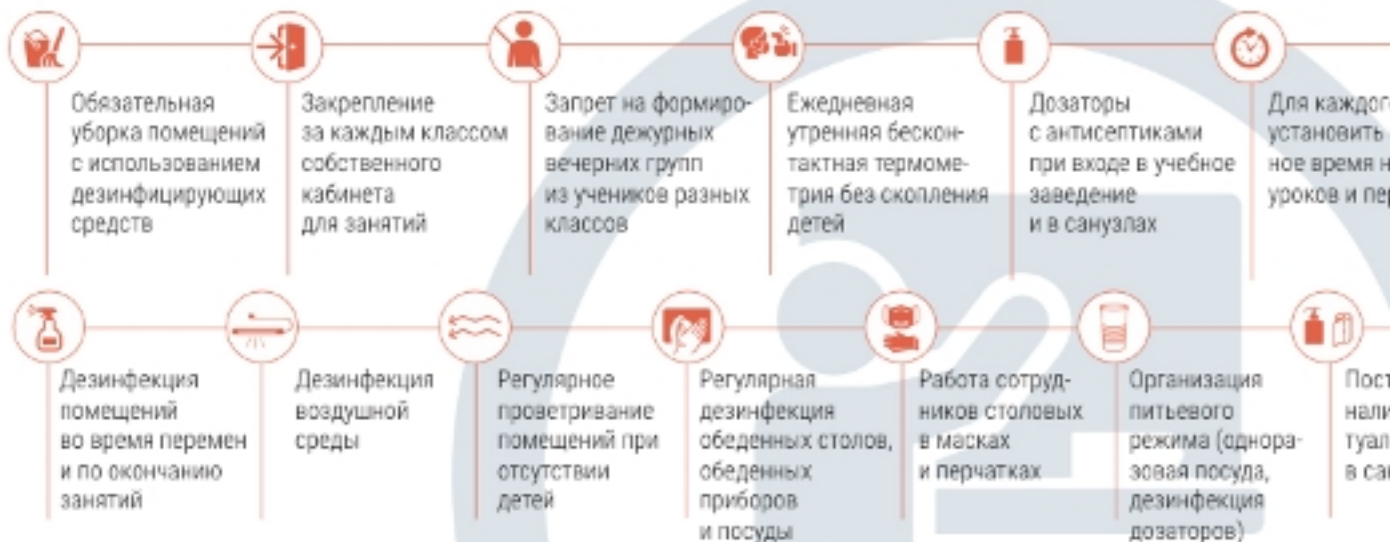 Обязательная
уборка помещений
с использованием
дезинфицирующих
средств
Закрепление
за каждым классом
собственного
кабинета
для занятий
Запрет на формиро-
вание дежурных
вечерних групп
из учеников разных
классов
Ежедневная
утренняя бескон-
тактная термоме-
трия без скопления
детей
Дозаторы
с антисептиками
при входе в учебное
заведение
и в санузлах
Для
установить
ное время
уроков и
Дезинфекция
помещений
во время перемен
и по окончанию
занятий
Дезинфекция
воздушной
среды
Регулярное
проветривание
помещений при
отсутствии
детей
Регулярная
дезинфекция
обеденных столов,
обеденных
приборов
и посуды
Работа сотруд-
ников столовых
в масках
и перчатках
Организация
питьевого
режима (однора-
зовая посуда,
дезинфекция
дозаторов)
в